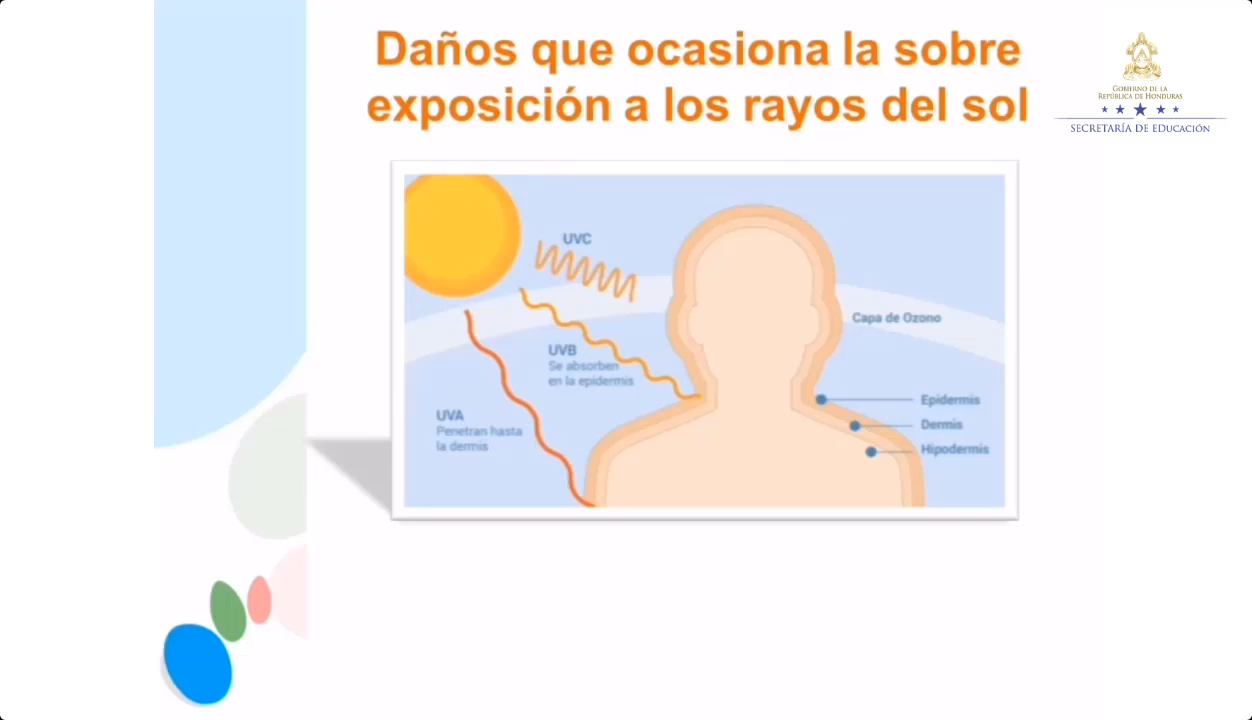 Daños que ocasiona la sobre
exposición a los rayos del sol
GOBIERNO DE LA
REPÚBLICA DE HONDURAS
SECRETARÍA DE EDUCACIÓN
UVC
Capa de Ozono
UVB
Se absorben
en la epidermis
UVA
Penetran hasta
la dermis
Epidermis
Dermis
Hipodermis